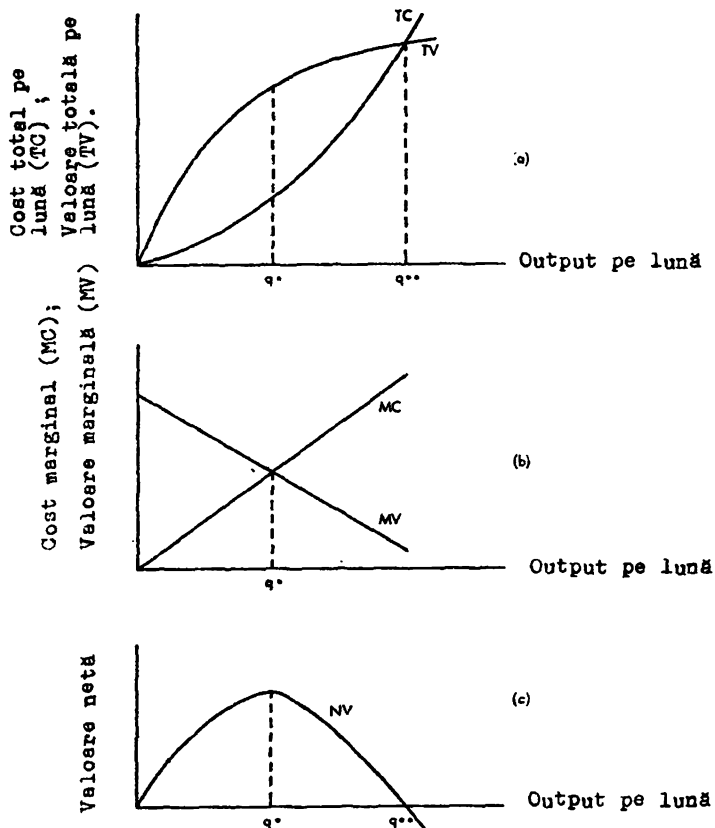 TC
TV
Cost total pe
lună (TC) ;
Valoare totală pe
lună (TV).
(a)
Output pe lună
q*
q**
Cost marginal (MC);
Valoare marginală (MV)
MC
(b)
MV
Output pe lună
q*
Valoare netă
NV
(c)
Output pe lună
q*
q**